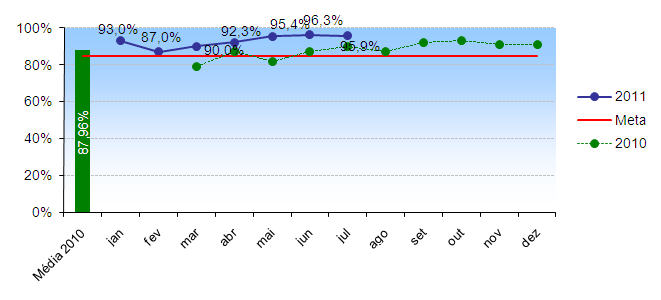 100%
80%
60%
40%
20%
0%
93,0%
87,0%
90,0%
92,3%
95,4%
96,3%
95,9%
87,96%
Média 2010
jan
fev
mar
abr
mai
jun
jul
ago
set
out
nov
dez
2011
Meta
2010